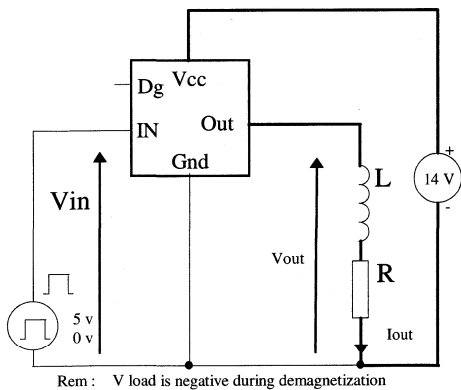 Vcc
Dg
IN
Out
Gnd
+
14 V
-
Vin
L
Vout
R
5 v
0 v
Iout
Rem : V load is negative during demagnetization